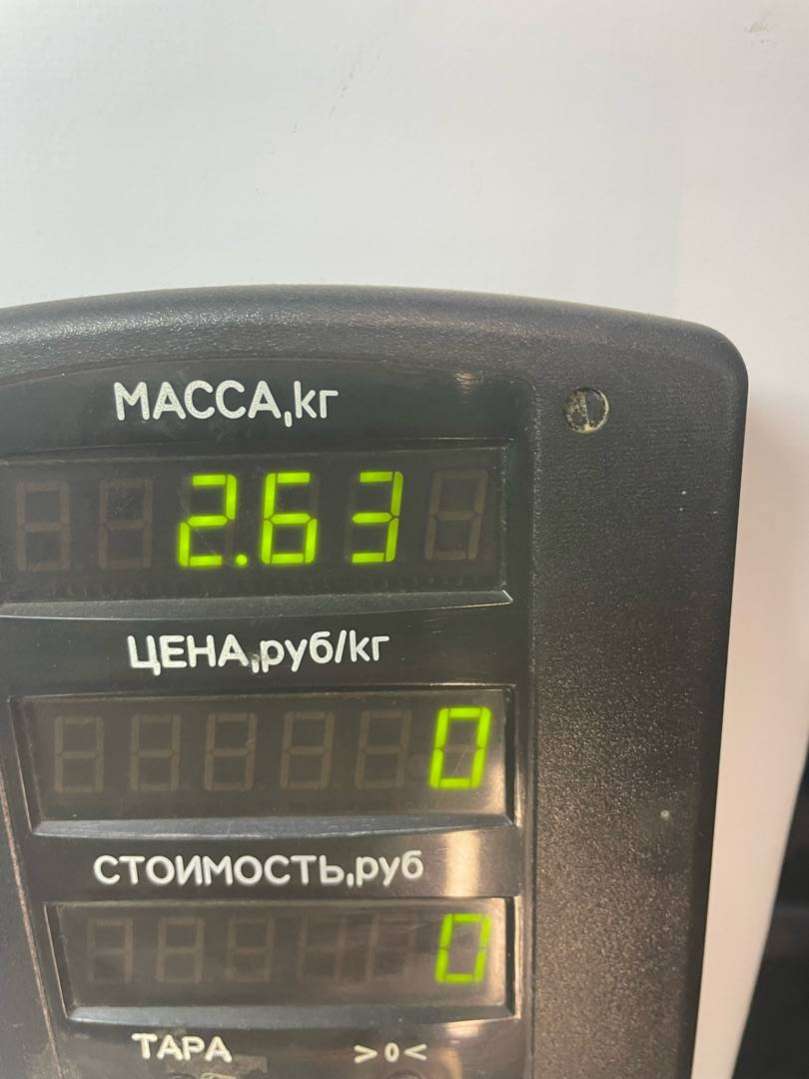 МАССА,кг
2.63
ЦЕНА,руб/кг
0
СТОИМОСТЬ,руб
0
ТАРА >0<